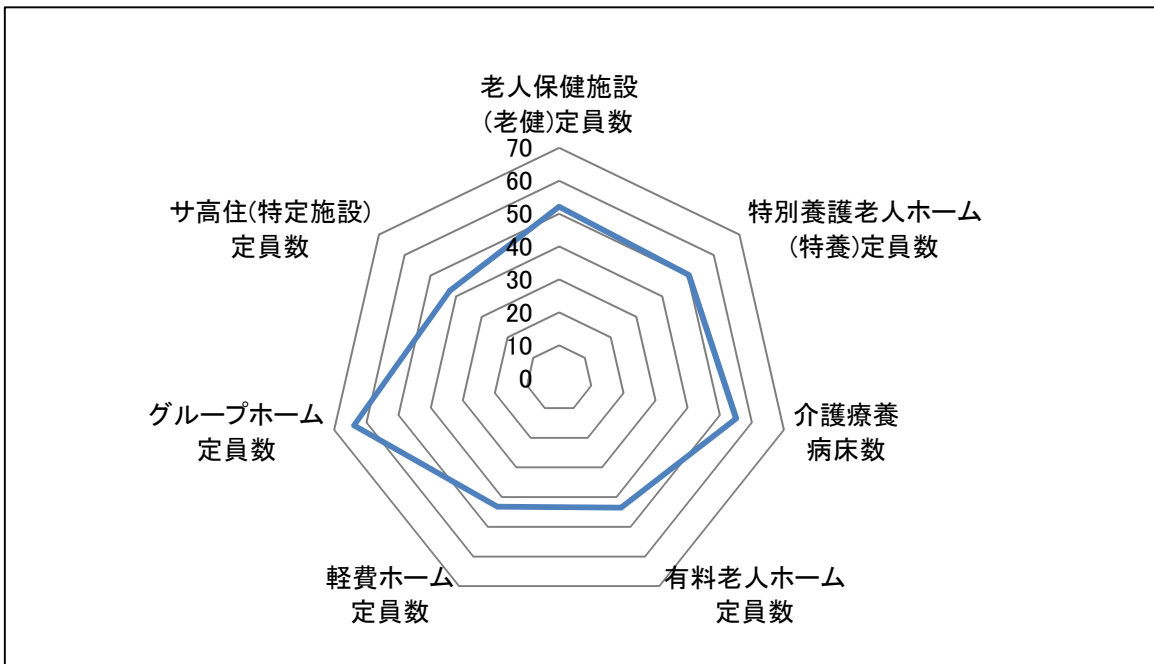 老人保健施設
(老健)定員数
特別養護老人ホーム
(特養)定員数
介護療養
病床数
有料老人ホーム
定員数
軽費ホーム
定員数
グループホーム
定員数
サ高住(特定施設)
定員数
70
60
50
40
30
20
10
0